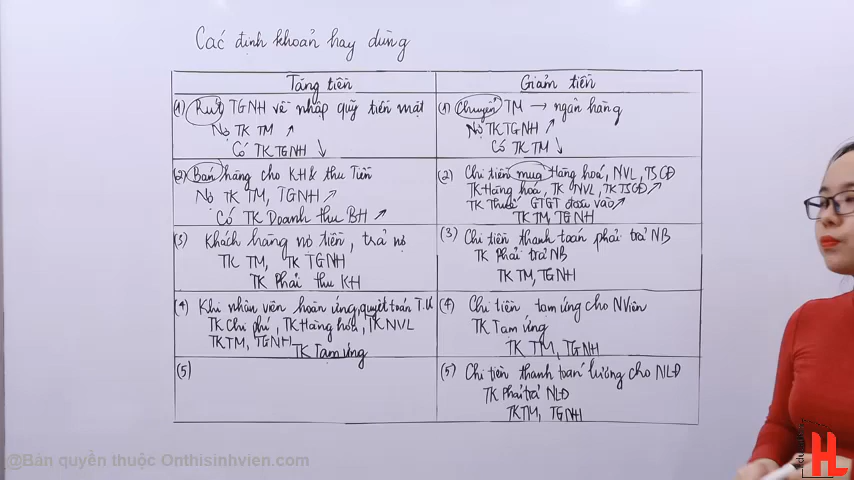 Các định khoản hay dùng
Tăng tiền
Giảm tiền
(1) Rút TGNH về nhập quỹ tiền mặt
Nợ TK TM ↗
Có TK TGNH ↓
(1) Chuyển TM → ngân hàng
Nợ TK TGNH ↗
Có TK TM ↓
(2) Bán hàng cho KH & thu Tiền
Nợ TK TM, TGNH ↗
Có TK Doanh thu BH ↗
(2) Chi tiền mua Hàng hoá, NVL, TSCĐ
TK Hàng hóa, TK NVL, TK TSCĐ ↗
TK Thuế GTGT đầu vào ↗
TK TM, TGNH
(3) Khách hàng nợ tiền, trả nợ
TK TM, TK TGNH
TK Phải thu KH
(3) Chi tiền thanh toán phải trả NB
TK Phải trả NB
TK TM, TGNH
(4) Khi nhân viên hoàn ứng, quyết toán T.Ư
TK Chi phí, TK Hàng hóa, TK NVL
TK TM, TGNH
TK Tạm ứng
(4) Chi tiền tạm ứng cho NViên
TK Tạm ứng
TK TM, TGNH
(5)
(5) Chi tiền thanh toán lương cho NLĐ
TK Phải trả NLĐ
TK TM, TGNH
@Bản quyền thuộc Onthisinhvien.com
HL